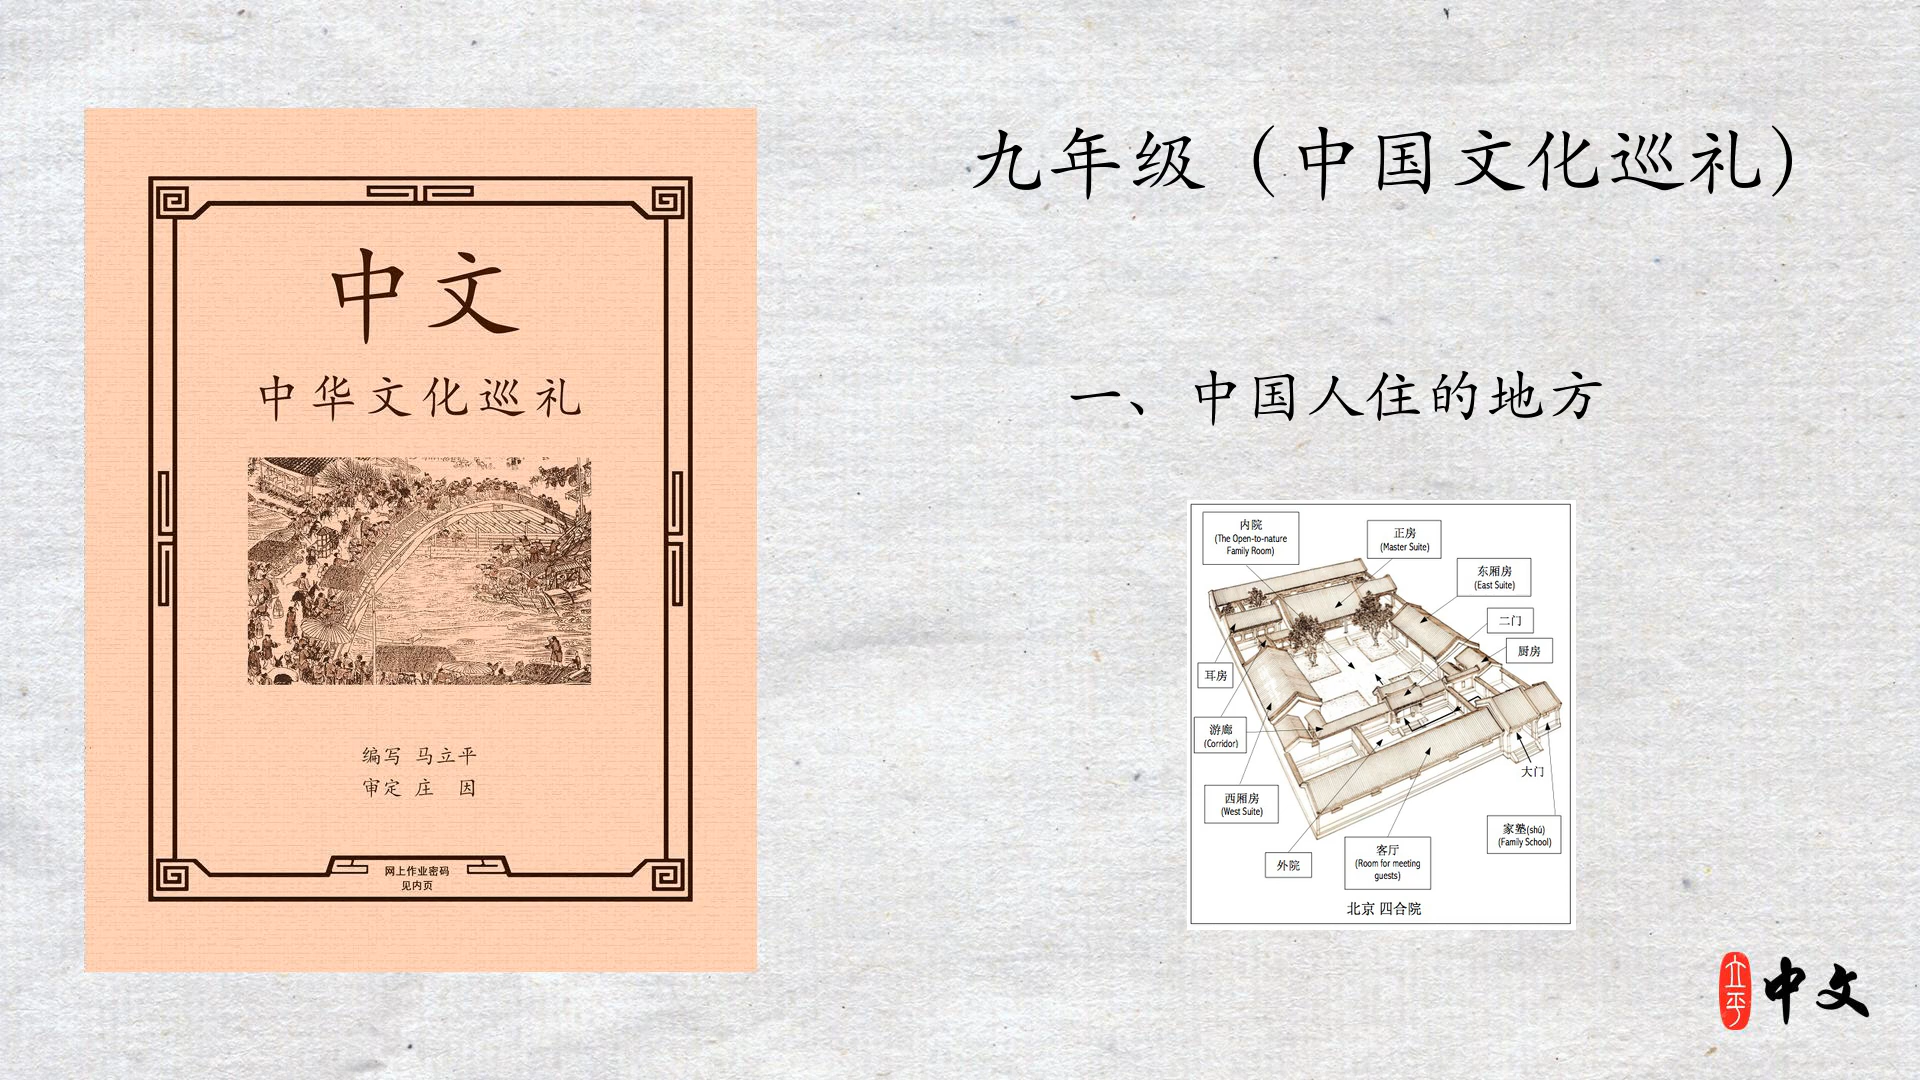 中文
中华文化巡礼
编写 马立平
审定 庄 因
网上作业密码
见内页
九年级（中国文化巡礼）
一、中国人住的地方
内院
(The Open-to-nature
Family Room)
正房
(Master Suite)
东厢房
(East Suite)
二门
厨房
耳房
游廊
(Corridor)
西厢房
(West Suite)
大门
家塾(shú)
(Family School)
外院
客厅
(Room for meeting
guests)
北京 四合院
立平
中文